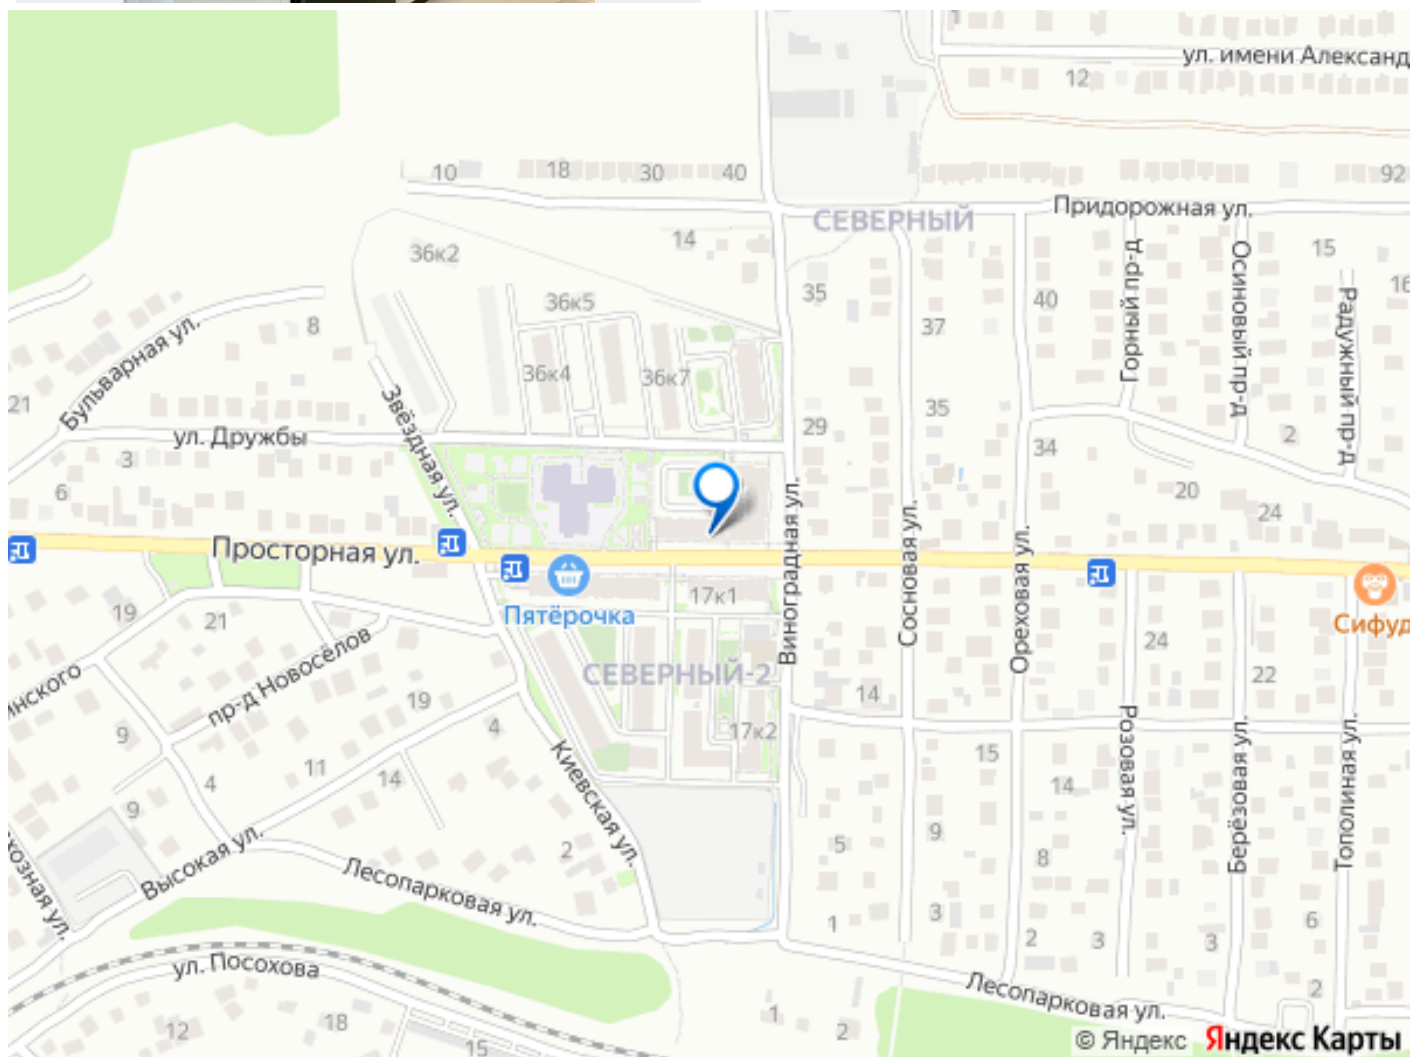 1
ул. имени Александ
12
10
18
30
40
92
СЕВЕРНЫЙ
Придорожная ул.
36к2
14
15
16
35
40
36к5
37
Горный пр-д
Осиновый пр-д
Радужный пр-д
8
Бульварная ул.
36к4
36к7
21
Звёздная ул.
35
29
ул. Дружбы
2
3
34
6
20
24
Просторная ул.
Виноградная ул.
Сосновая ул.
Ореховая ул.
Пятёрочка
17к1
Сифуд
19
21
24
инского
пр-д Новосёлов
СЕВЕРНЫЙ-2
22
19
14
4
9
17к2
Киевская ул.
15
Розовая ул.
Берёзовая ул.
Тополиная ул.
11
14
4
14
9
Высокая ул.
2
5
9
8
Лесопарковая ул.
козная ул.
1
3
2
3
3
6
ул. Посохова
Лесопарковая ул.
2
12
18
15
1
2
© Яндекс Яндекс Карты